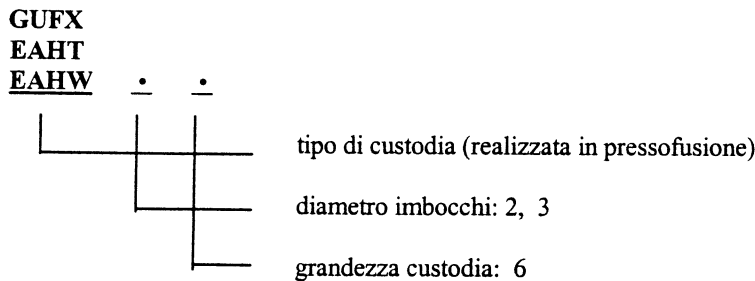 GUFX
EAHT
EAHW . .
tipo di custodia (realizzata in pressofusione)
diametro imbocchi: 2, 3
grandezza custodia: 6